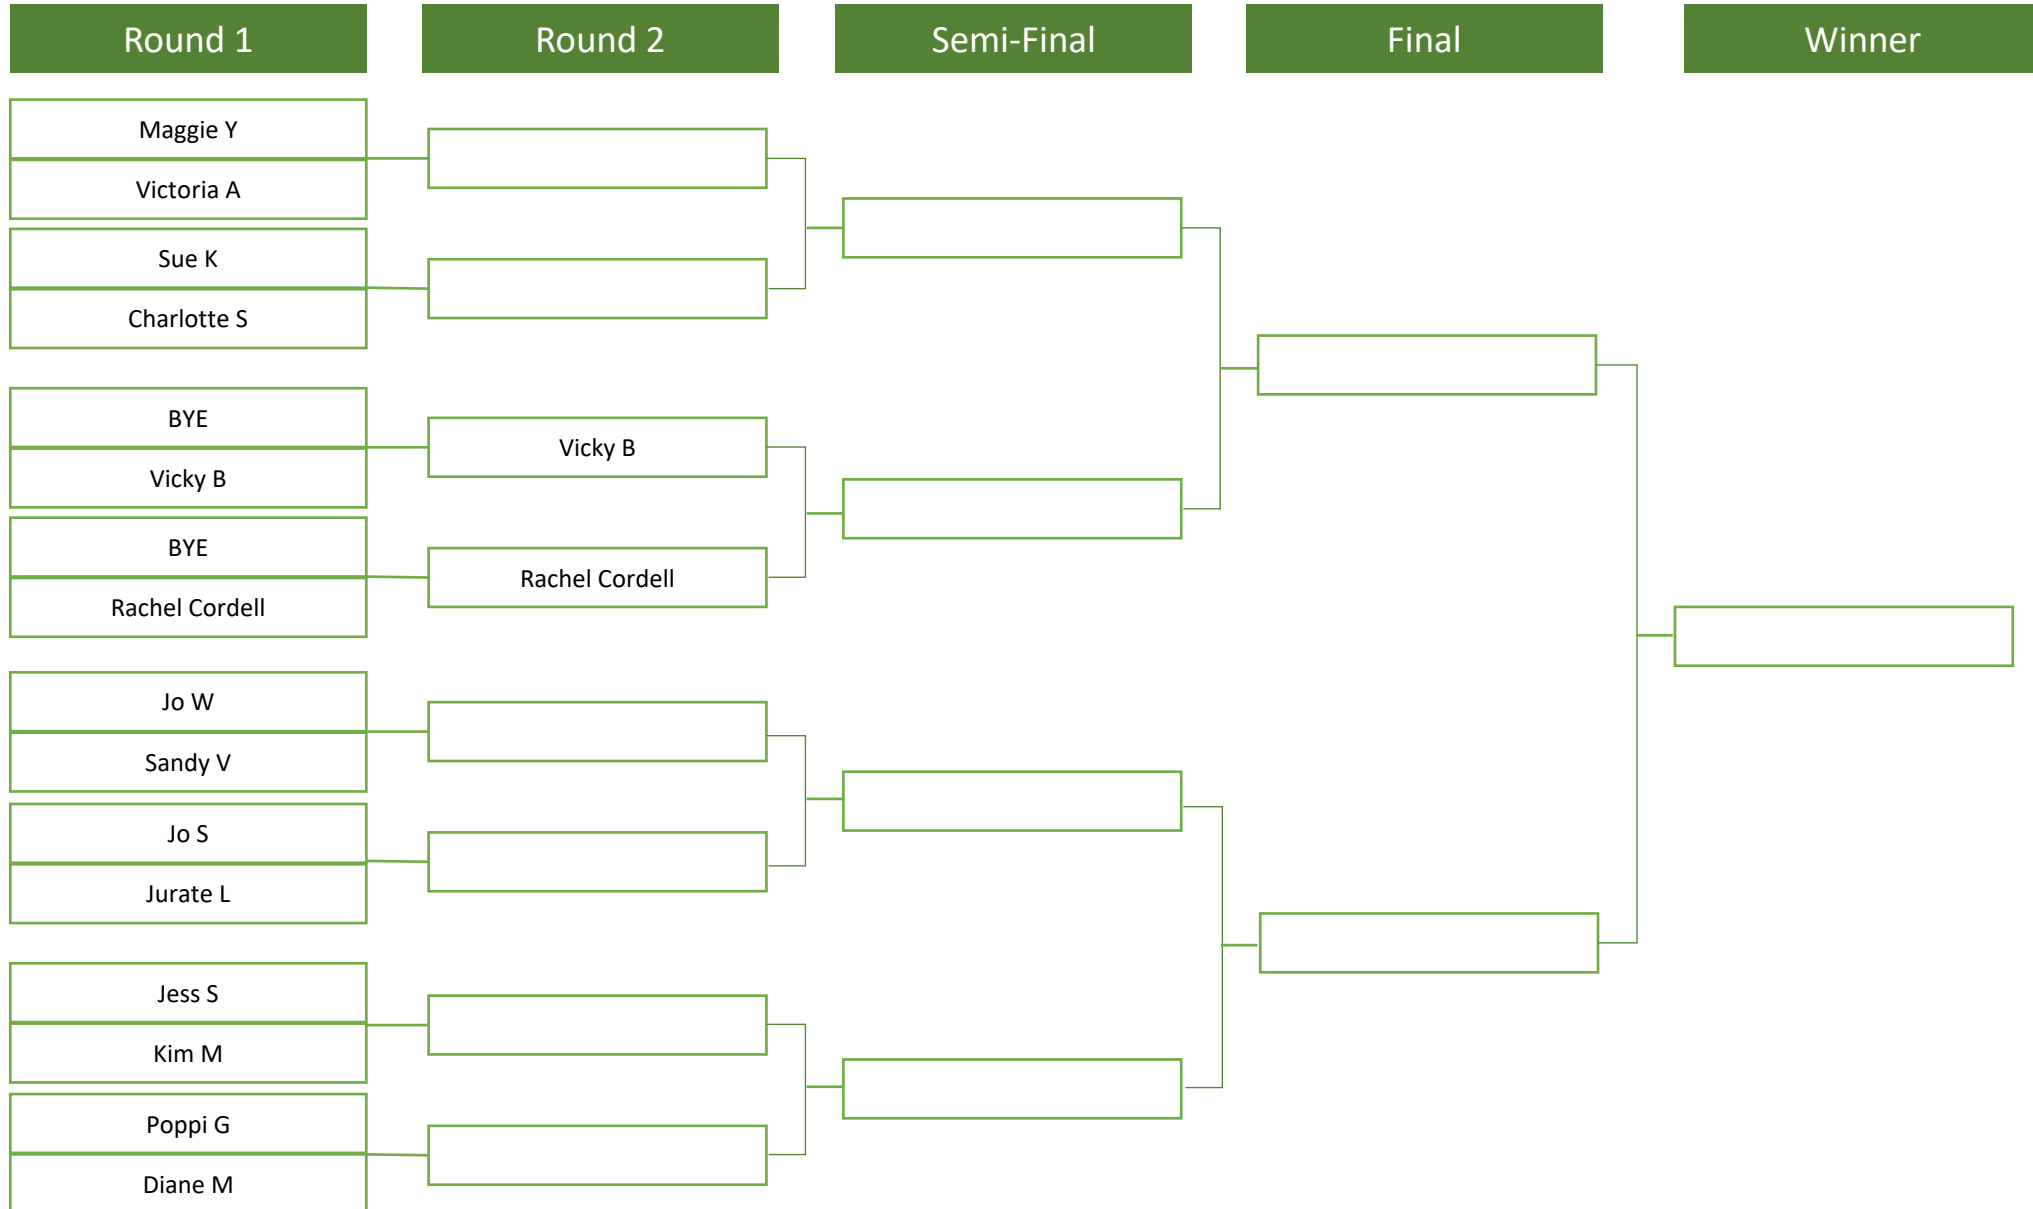 Round 1
Round 2
Semi-Final
Final
Winner
Maggie Y
Victoria A
Sue K
Charlotte S
BYE
Vicky B
Vicky B
BYE
Rachel Cordell
Rachel Cordell
Jo W
Sandy V
Jo S
Jurate L
Jess S
Kim M
Poppi G
Diane M